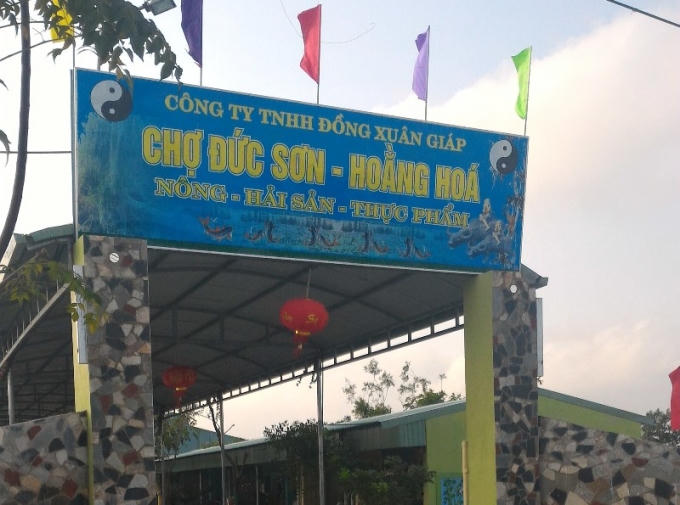 CÔNG TY TNHH ĐỒNG XUÂN GIÁP
CHỢ ĐỨC SƠN - HOẰNG HOÁ
NÔNG - HẢI SẢN - THỰC PHẨM